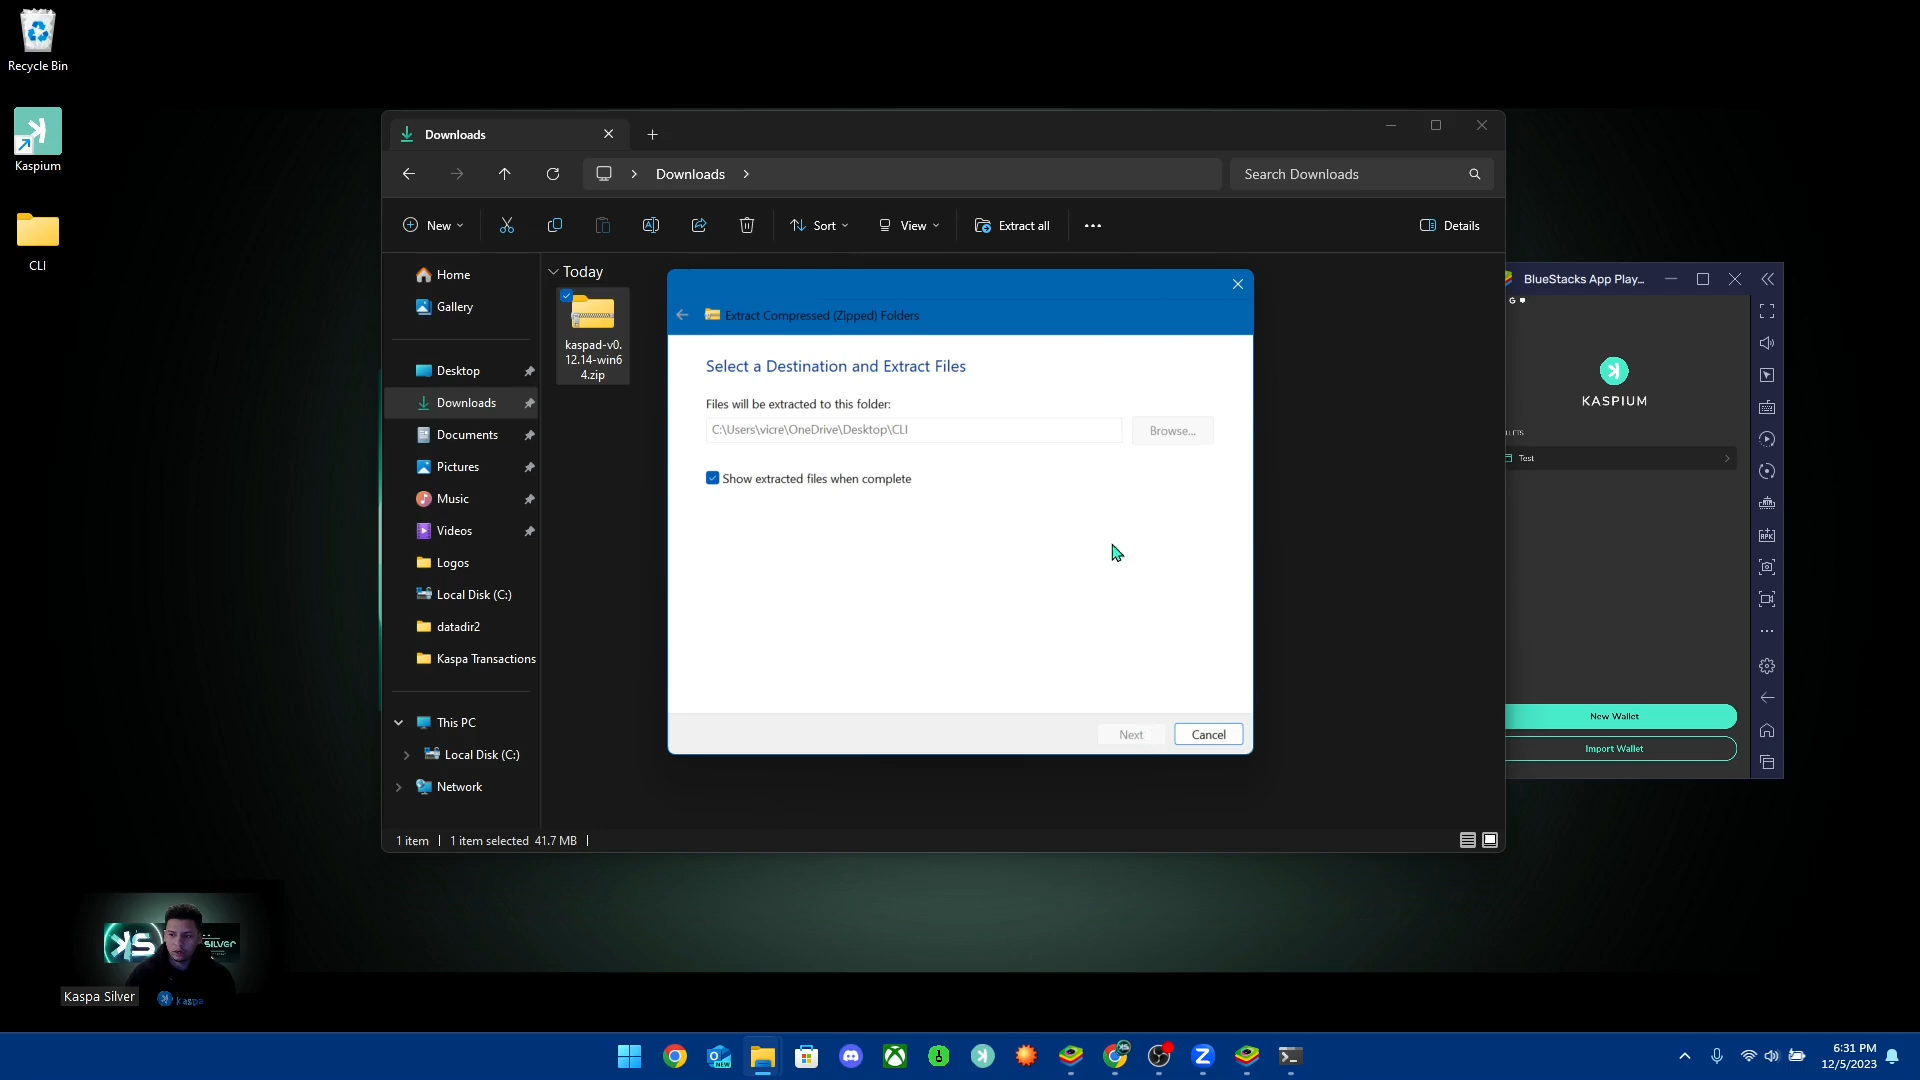 Recycle Bin
Kaspium
CLI
Downloads
Downloads
Search Downloads
New
Sort
View
Extract all
Details
Home
Gallery
Desktop
Downloads
Documents
Pictures
Music
Videos
Logos
Local Disk (C:)
datadir2
Kaspa Transactions
This PC
Local Disk (C:)
Network
Today
kaspad-v0.
12.14-win6
4.zip
Extract Compressed (Zipped) Folders
Select a Destination and Extract Files
Files will be extracted to this folder:
C:\Users\vicre\OneDrive\Desktop\CLI
Browse...
Show extracted files when complete
Next
Cancel
1 item
1 item selected 41.7 MB
BlueStacks App Play...
KASPIUM
Test
New Wallet
Import Wallet
SILVER
Kaspa Silver
kaspa
6:31 PM
12/5/2023